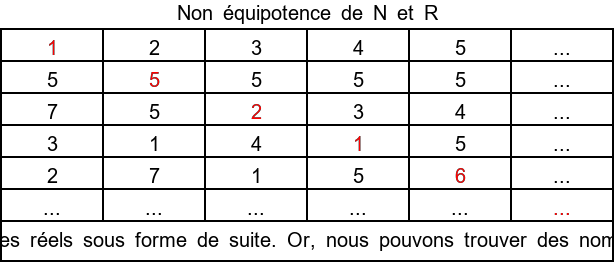 Non équipotence de N et R
1 2 3 4 5 ...
5 5 5 5 5 ...
7 5 2 3 4 ...
3 1 4 1 5 ...
2 7 1 5 6 ...
... ... ... ... ... ...
es réels sous forme de suite. Or, nous pouvons trouver des nom